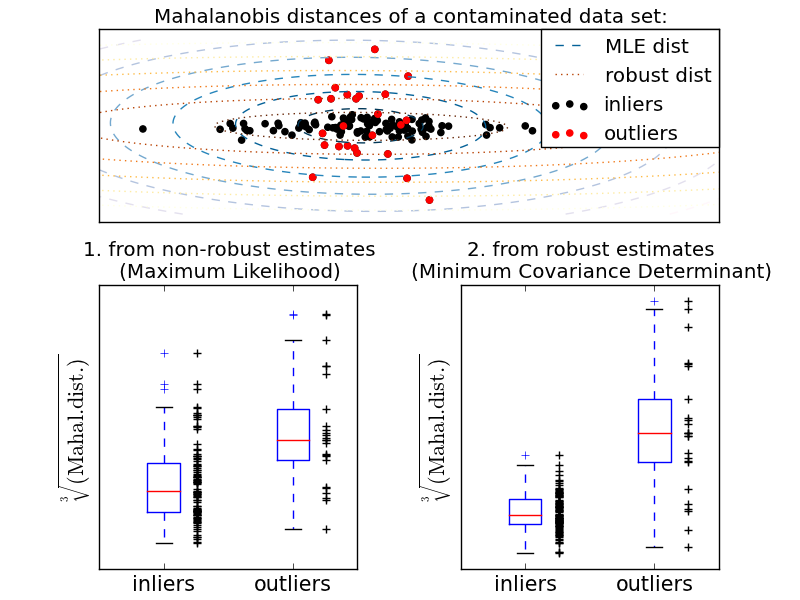 Mahalanobis distances of a contaminated data set:
MLE dist
robust dist
inliers
outliers
1. from non-robust estimates
(Maximum Likelihood)
2. from robust estimates
(Minimum Covariance Determinant)
∛(Mahal.dist.)
∛(Mahal.dist.)
inliers
outliers
inliers
outliers